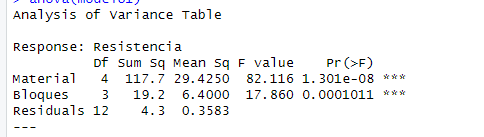 > anova(modelo1)
Analysis of Variance Table

Response: Resistencia
          Df Sum Sq Mean Sq F value    Pr(>F)
Material   4  117.7 29.4250  82.116 1.301e-08 ***
Bloques    3   19.2  6.4000  17.860 0.0001011 ***
Residuals 12    4.3  0.3583
---